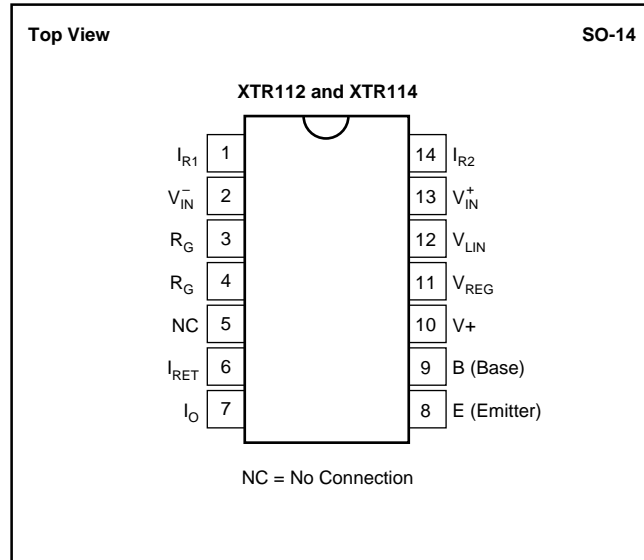 Top View SO-14
XTR112 and XTR114
I_R1 1 14 I_R2
V_IN^– 2 13 V_IN^+
R_G 3 12 V_LIN
R_G 4 11 V_REG
NC 5 10 V+
I_RET 6 9 B (Base)
I_O 7 8 E (Emitter)
NC = No Connection